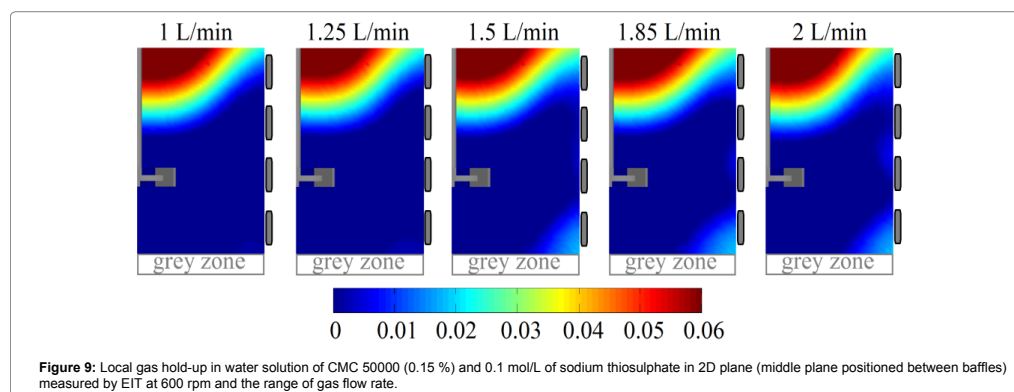 1 L/min 1.25 L/min 1.5 L/min 1.85 L/min 2 L/min
grey zone grey zone grey zone grey zone grey zone
0 0.01 0.02 0.03 0.04 0.05 0.06
Figure 9: Local gas hold-up in water solution of CMC 50000 (0.15 %) and 0.1 mol/L of sodium thiosulphate in 2D plane (middle plane positioned between baffles)
measured by EIT at 600 rpm and the range of gas flow rate.